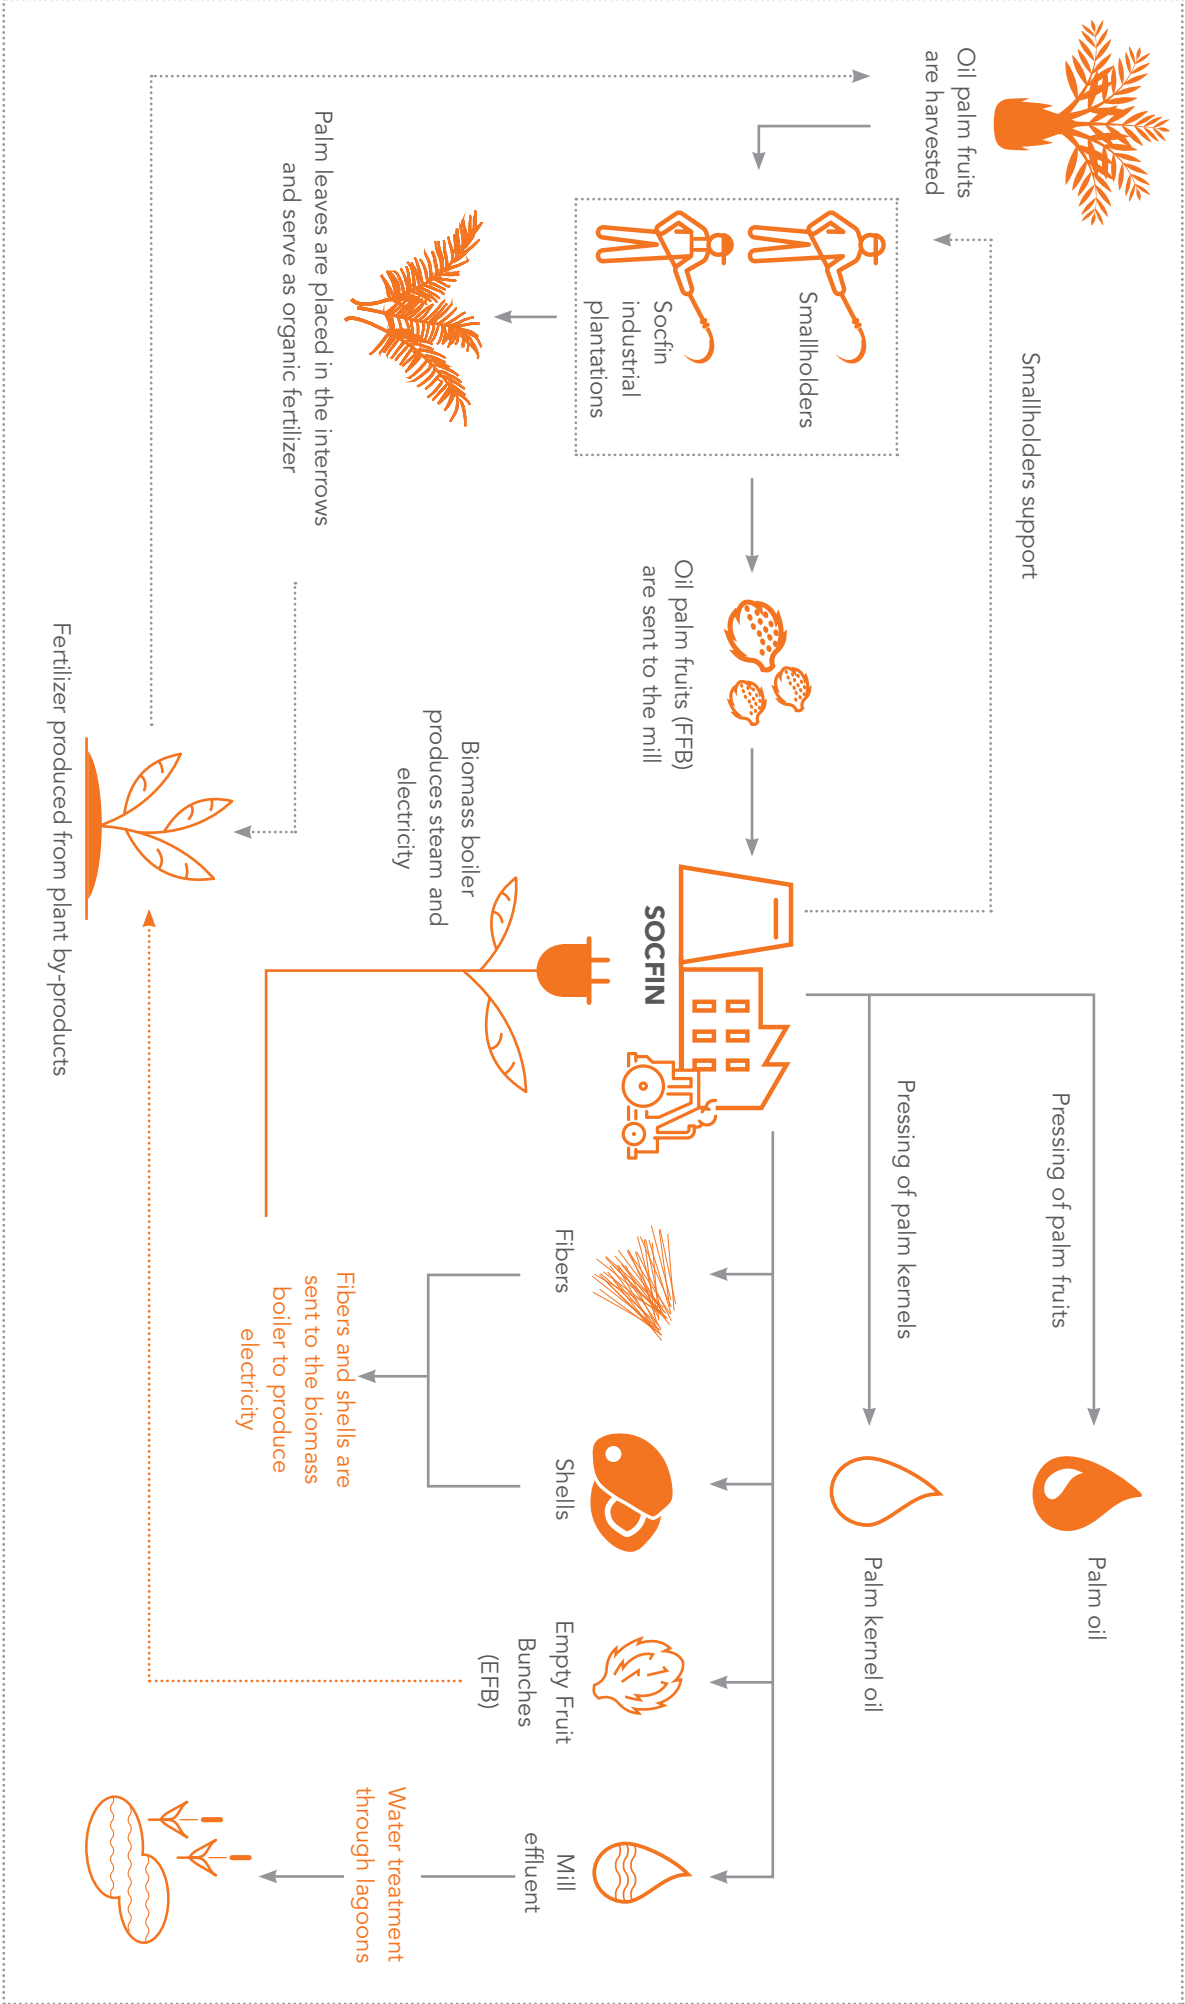 Oil palm fruits
are harvested
Smallholders support
Smallholders
Socfin
industrial
plantations
Oil palm fruits (FFB)
are sent to the mill
SOCFIN
Pressing of palm fruits
Palm oil
Pressing of palm kernels
Palm kernel oil
Palm leaves are placed in the interrows
and serve as organic fertilizer
Biomass boiler
produces steam and
electricity
Fibers
Shells
Empty Fruit
Bunches
(EFB)
Mill
effluent
Fibers and shells are
sent to the biomass
boiler to produce
electricity
Water treatment
through lagoons
Fertilizer produced from plant by-products